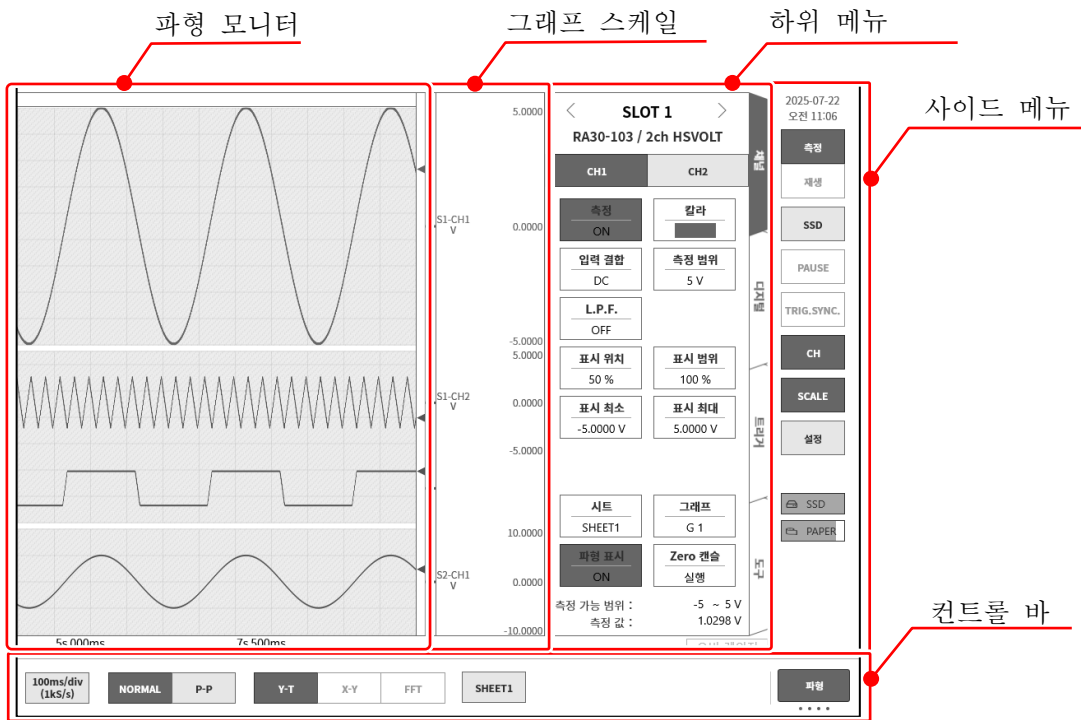 파형 모니터
그래프 스케일
하위 메뉴
사이드 메뉴
컨트롤 바
5.0000
S1-CH1
V
0.0000
-5.0000
5.0000
S1-CH2
V
0.0000
-5.0000
10.0000
S2-CH1
V
0.0000
-10.0000
5s 000ms
7s 500ms
SLOT 1
RA30-103 / 2ch HSVOLT
CH1
CH2
측정
ON
칼라
입력 결합
DC
측정 범위
5 V
L.P.F.
OFF
표시 위치
50 %
표시 범위
100 %
표시 최소
-5.0000 V
표시 최대
5.0000 V
시트
SHEET1
그래프
G 1
파형 표시
ON
Zero 캔슬
실행
측정 가능 범위 : -5 ~ 5 V
측정 값 : 1.0298 V
채널
디지털
트리거
도구
2025-07-22
오전 11:06
측정
재생
SSD
PAUSE
TRIG.SYNC.
CH
SCALE
설정
SSD
PAPER
100ms/div
(1kS/s)
NORMAL
P-P
Y-T
X-Y
FFT
SHEET1
파형